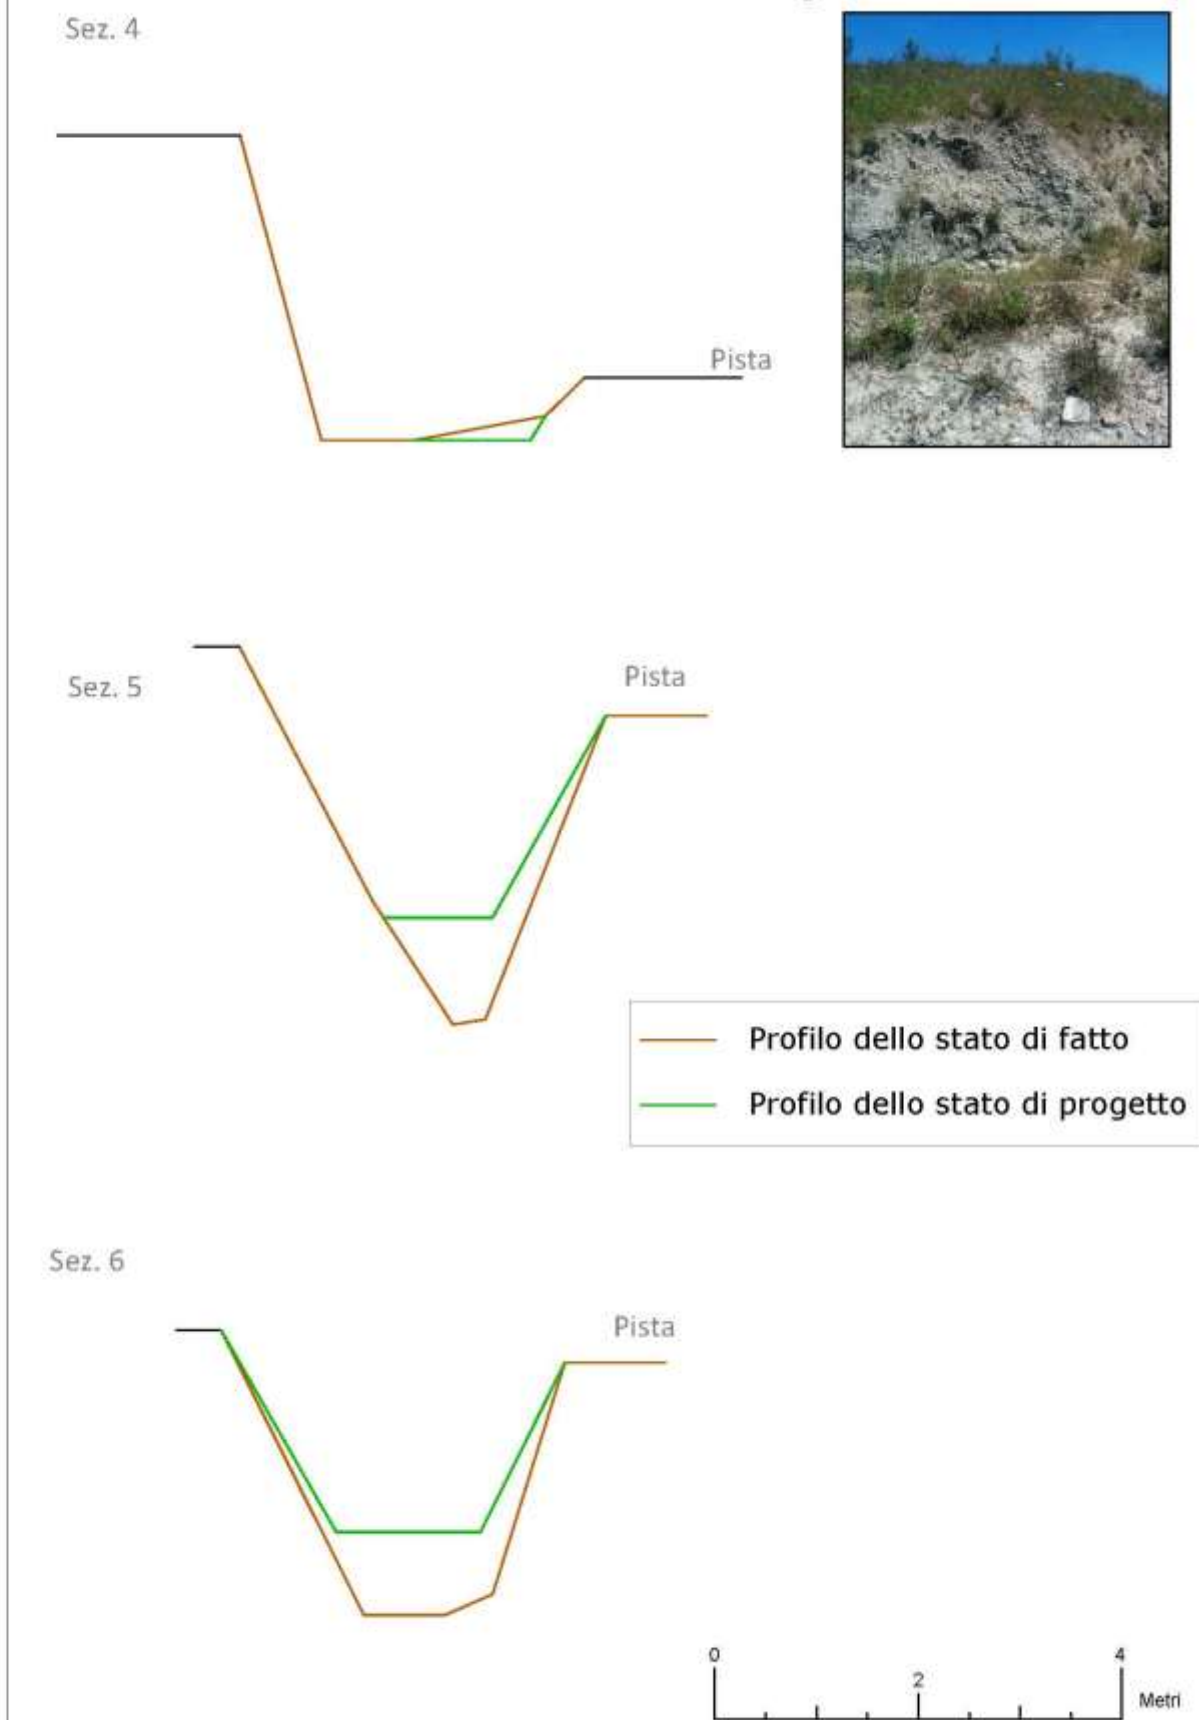 Sez. 4
Pista
Sez. 5
Pista
Profilo dello stato di fatto
Profilo dello stato di progetto
Sez. 6
Pista
0
4
2
Metri